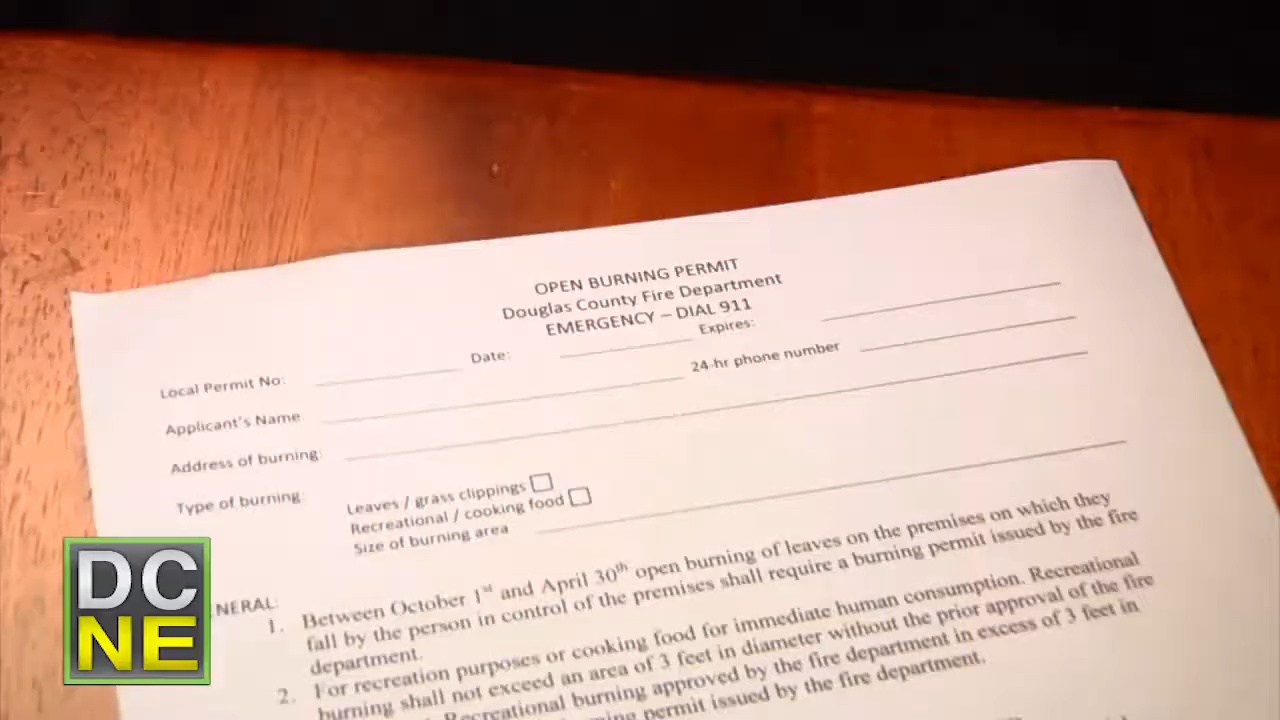 OPEN BURNING PERMIT
Douglas County Fire Department
EMERGENCY – DIAL 911
Local Permit No: Date: Expires:
Applicant's Name 24-hr phone number
Address of burning:
Type of burning: Leaves / grass clippings
Recreational / cooking food
Size of burning area
NERAL:
1. Between October 1st and April 30th open burning of leaves on the premises on which they
fall by the person in control of the premises shall require a burning permit issued by the fire
department.
2. For recreation purposes or cooking food for immediate human consumption. Recreational
burning shall not exceed an area of 3 feet in diameter without the prior approval of the fire
Recreational burning approved by the fire department in excess of 3 feet in
permit issued by the fire department.
DC
NE